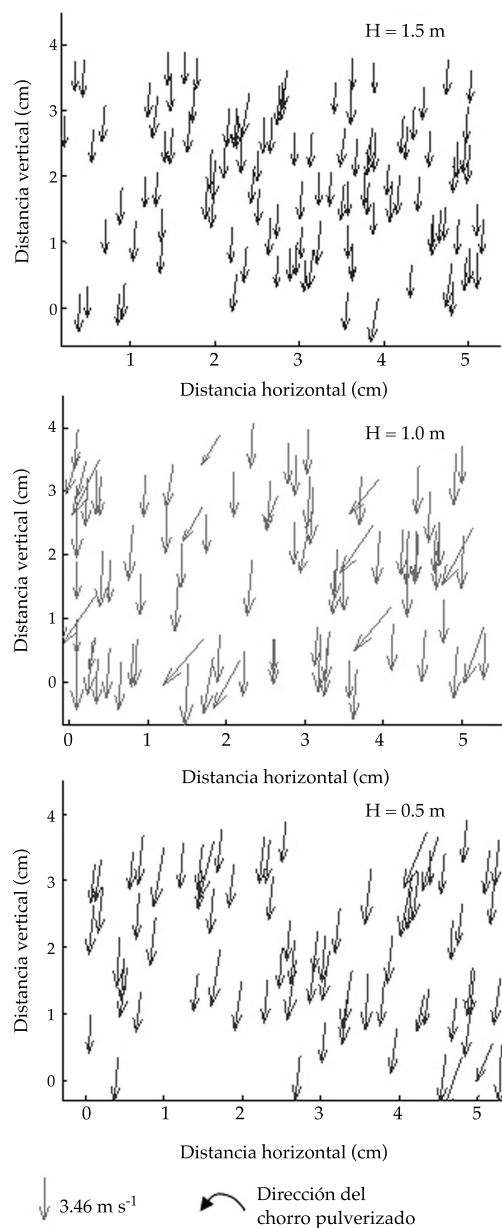 H = 1.5 m
Distancia vertical (cm)
4
3
2
1
0
1 2 3 4 5
Distancia horizontal (cm)
H = 1.0 m
Distancia vertical (cm)
4
3
2
1
0
0 1 2 3 4 5
Distancia horizontal (cm)
H = 0.5 m
Distancia vertical (cm)
4
3
2
1
0
0 1 2 3 4 5
Distancia horizontal (cm)
3.46 m s⁻¹
Dirección del
chorro pulverizado